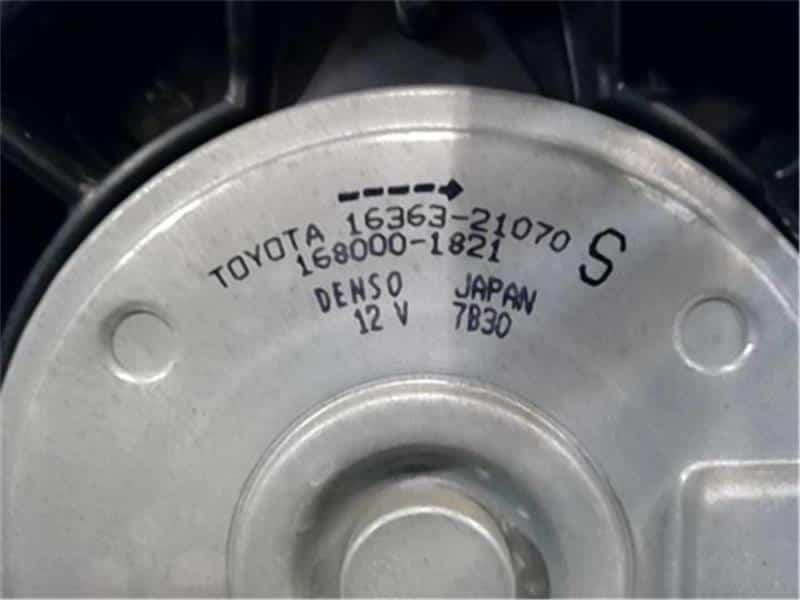 TOYOTA 16363-21070 S
168000-1821
DENSO JAPAN
12 V 7B30